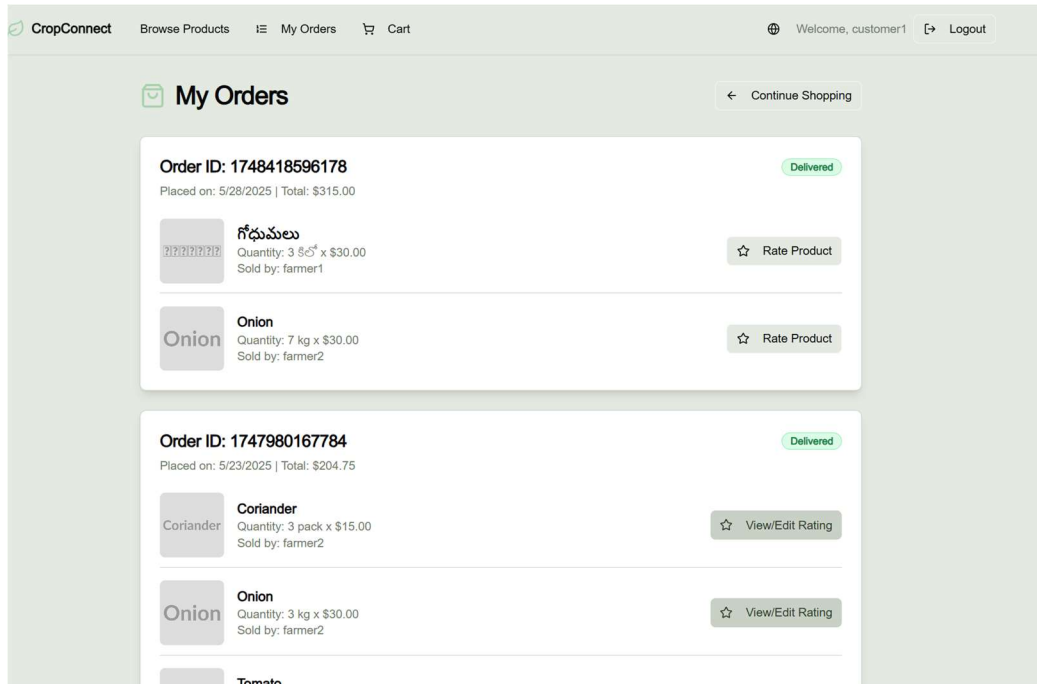 CropConnect Browse Products My Orders Cart Welcome, customer1 Logout
My Orders Continue Shopping
Order ID: 1748418596178 Delivered
Placed on: 5/28/2025 | Total: $315.00
గోధుమలు
Quantity: 3 కిలో x $30.00
Sold by: farmer1
???????
Rate Product
Onion
Onion
Quantity: 7 kg x $30.00
Sold by: farmer2
Rate Product
Order ID: 1747980167784 Delivered
Placed on: 5/23/2025 | Total: $204.75
Coriander
Coriander
Quantity: 3 pack x $15.00
Sold by: farmer2
View/Edit Rating
Onion
Onion
Quantity: 3 kg x $30.00
Sold by: farmer2
View/Edit Rating
Tomato